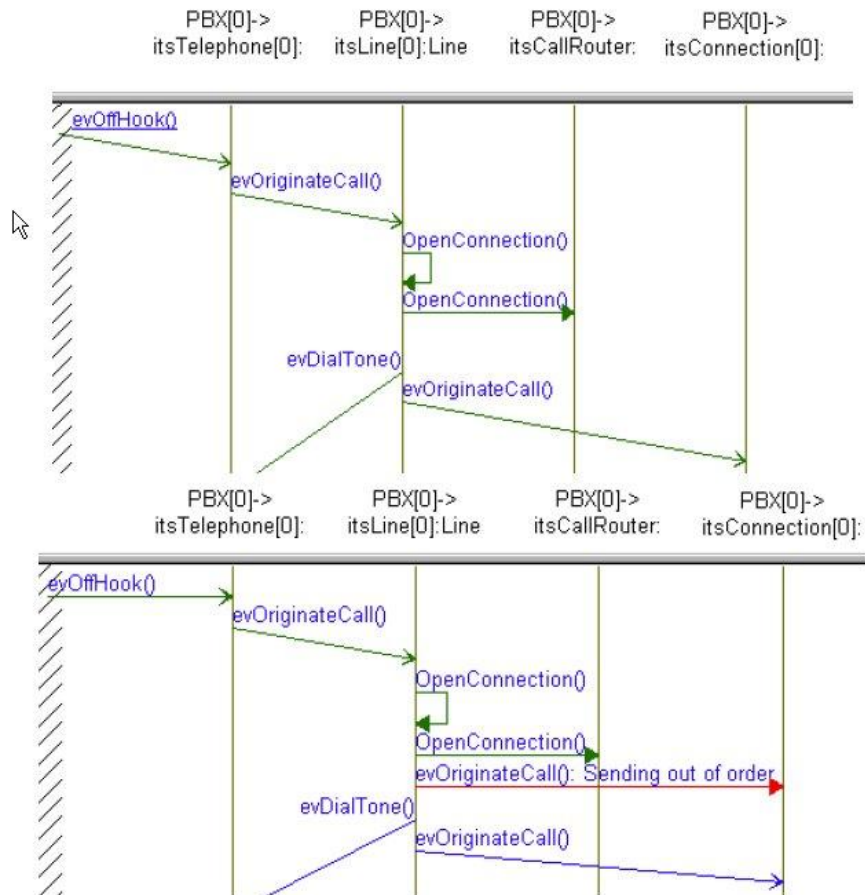 PBX[0]-> PBX[0]-> PBX[0]-> PBX[0]->
itsTelephone[0]: itsLine[0]:Line itsCallRouter: itsConnection[0]:
evOffHook()
evOriginateCall()
OpenConnection()
OpenConnection()
evDialTone()
evOriginateCall()
PBX[0]-> PBX[0]-> PBX[0]-> PBX[0]->
itsTelephone[0]: itsLine[0]:Line itsCallRouter: itsConnection[0]:
evOffHook()
evOriginateCall()
OpenConnection()
OpenConnection()
evOriginateCall(): Sending out of order
evDialTone()
evOriginateCall()